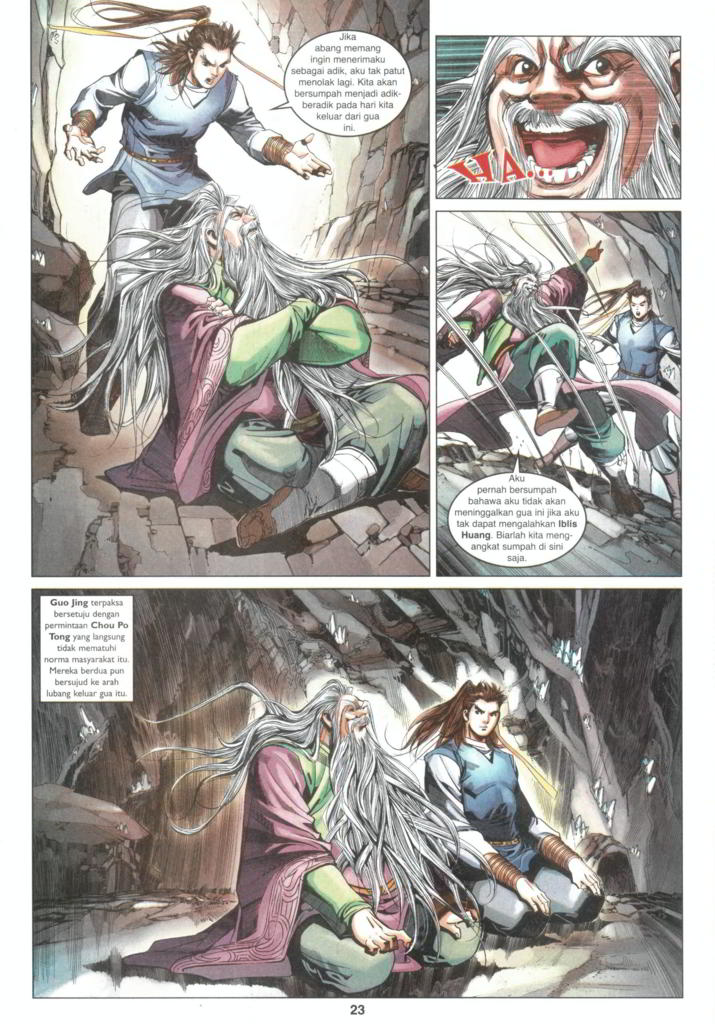 Jika
abang memang
ingin menerimaku
sebagai adik, aku tak patut
menolak lagi. Kita akan
bersumpah menjadi adik-
beradik pada hari kita
keluar dari gua
ini.
HA...
Aku
pernah bersumpah
bahawa aku tidak akan
meninggalkan gua ini jika aku
tak dapat mengalahkan Iblis
Huang. Biarlah kita meng-
angkat sumpah di sini
saja.
Guo Jing terpaksa
bersetuju dengan
permintaan Chou Po
Tong yang langsung
tidak mematuhi
norma masyarakat itu.
Mereka berdua pun
bersujud ke arah
lubang keluar gua itu.
23